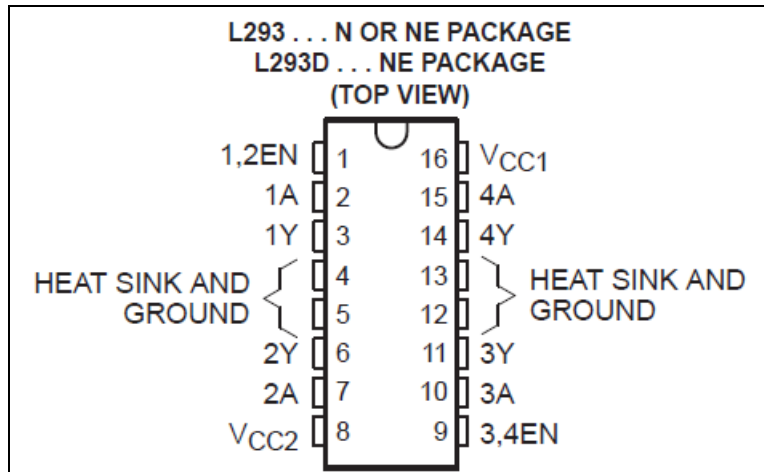 L293 . . . N OR NE PACKAGE
L293D . . . NE PACKAGE
(TOP VIEW)
1,2EN 1 16 VCC1
1A 2 15 4A
1Y 3 14 4Y
HEAT SINK AND GROUND 4 13 HEAT SINK AND GROUND
5 12
2Y 6 11 3Y
2A 7 10 3A
VCC2 8 9 3,4EN